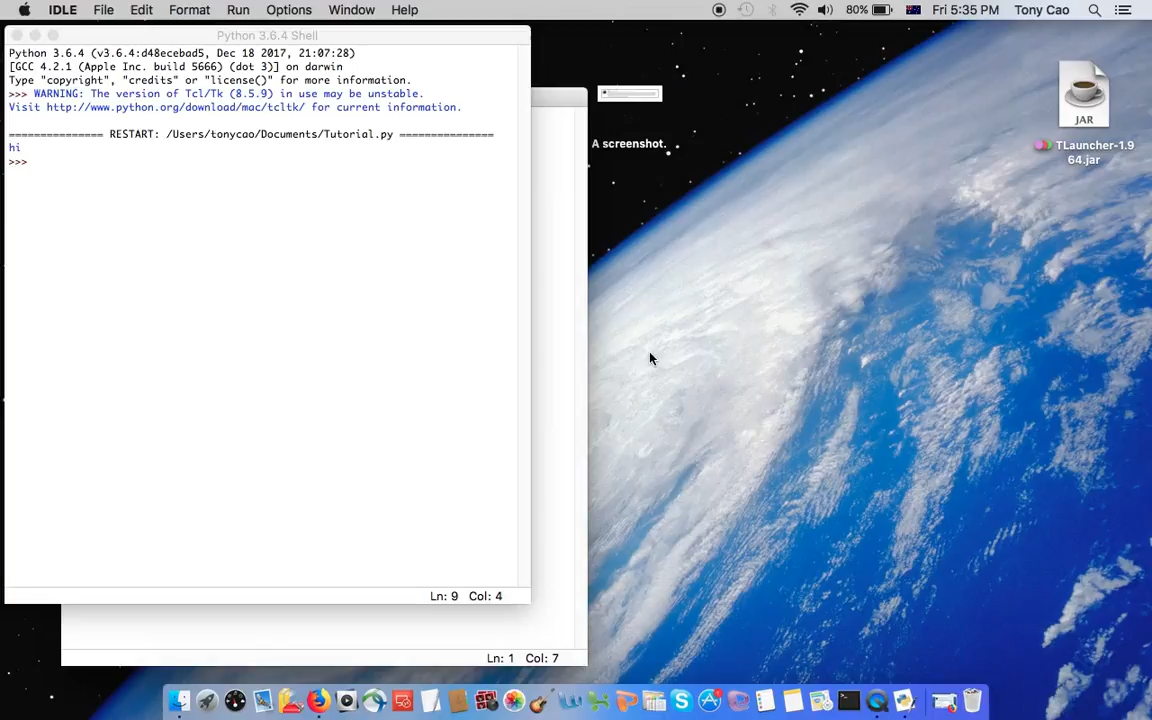 IDLE File Edit Format Run Options Window Help 80% Fri 5:35 PM Tony Cao
Python 3.6.4 Shell
Python 3.6.4 (v3.6.4:d48ecebad5, Dec 18 2017, 21:07:28)
[GCC 4.2.1 (Apple Inc. build 5666) (dot 3)] on darwin
Type "copyright", "credits" or "license()" for more information.
>>> WARNING: The version of Tcl/Tk (8.5.9) in use may be unstable.
Visit http://www.python.org/download/mac/tcltk/ for current information.
=============== RESTART: /Users/tonycao/Documents/Tutorial.py ===============
hi
>>>
Ln: 9 Col: 4
Ln: 1 Col: 7
A screenshot.
JAR
TLauncher-1.9
64.jar